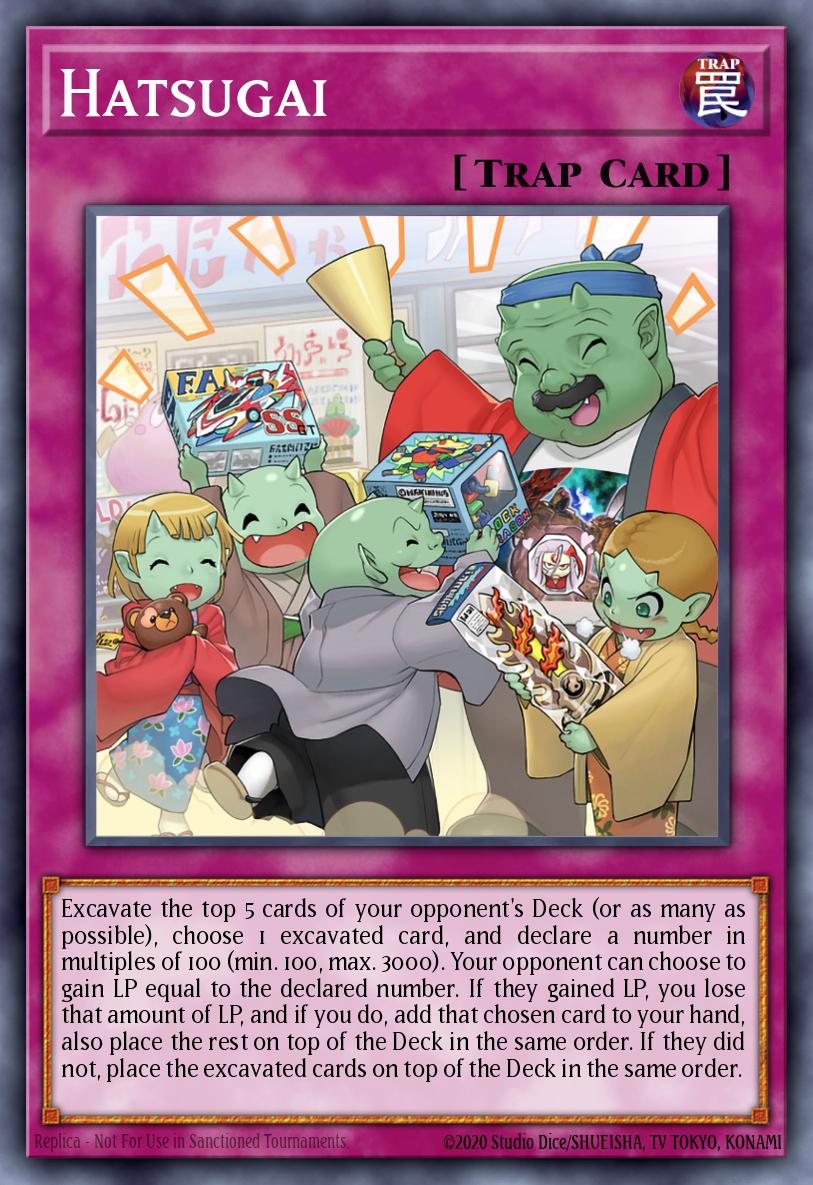 HATSUGAI
TRAP
罠
[TRAP CARD]
F.A
SS
GT
Excavate the top 5 cards of your opponent's Deck (or as many as
possible), choose 1 excavated card, and declare a number in
multiples of 100 (min. 100, max. 3000). Your opponent can choose to
gain LP equal to the declared number. If they gained LP, you lose
that amount of LP, and if you do, add that chosen card to your hand,
also place the rest on top of the Deck in the same order. If they did
not, place the excavated cards on top of the Deck in the same order.
Replica - Not For Use in Sanctioned Tournaments.
©2020 Studio Dice/SHUEISHA, TV TOKYO, KONAMI